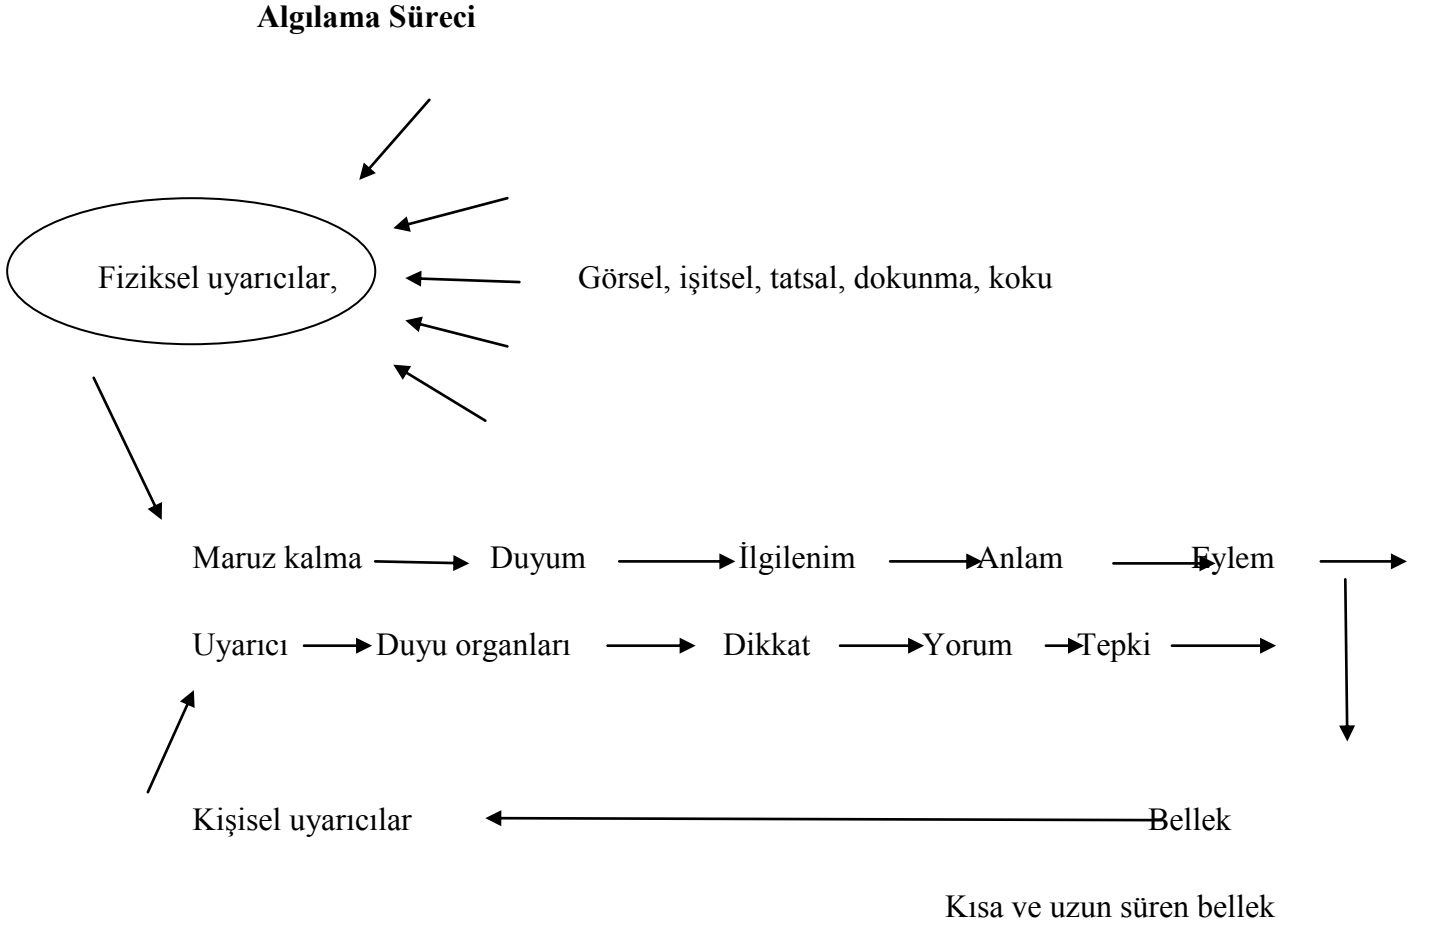 Algılama Süreci
Fiziksel uyarıcılar, Görsel, işitsel, tatsal, dokunma, koku
Maruz kalma Duyum İlgilenim Anlam Eylem
Uyarıcı Duyu organları Dikkat Yorum Tepki
Kişisel uyarıcılar Bellek
Kısa ve uzun süren bellek